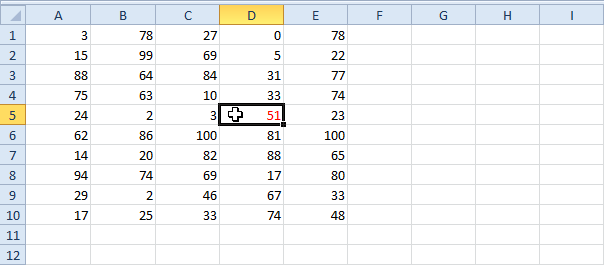 A B C D E F G H I
1 3 78 27 0 78
2 15 99 69 5 22
3 88 64 84 31 77
4 75 63 10 33 74
5 24 2 3 51 23
6 62 86 100 81 100
7 14 20 82 88 65
8 94 74 69 17 80
9 29 2 46 67 33
10 17 25 33 74 48
11
12